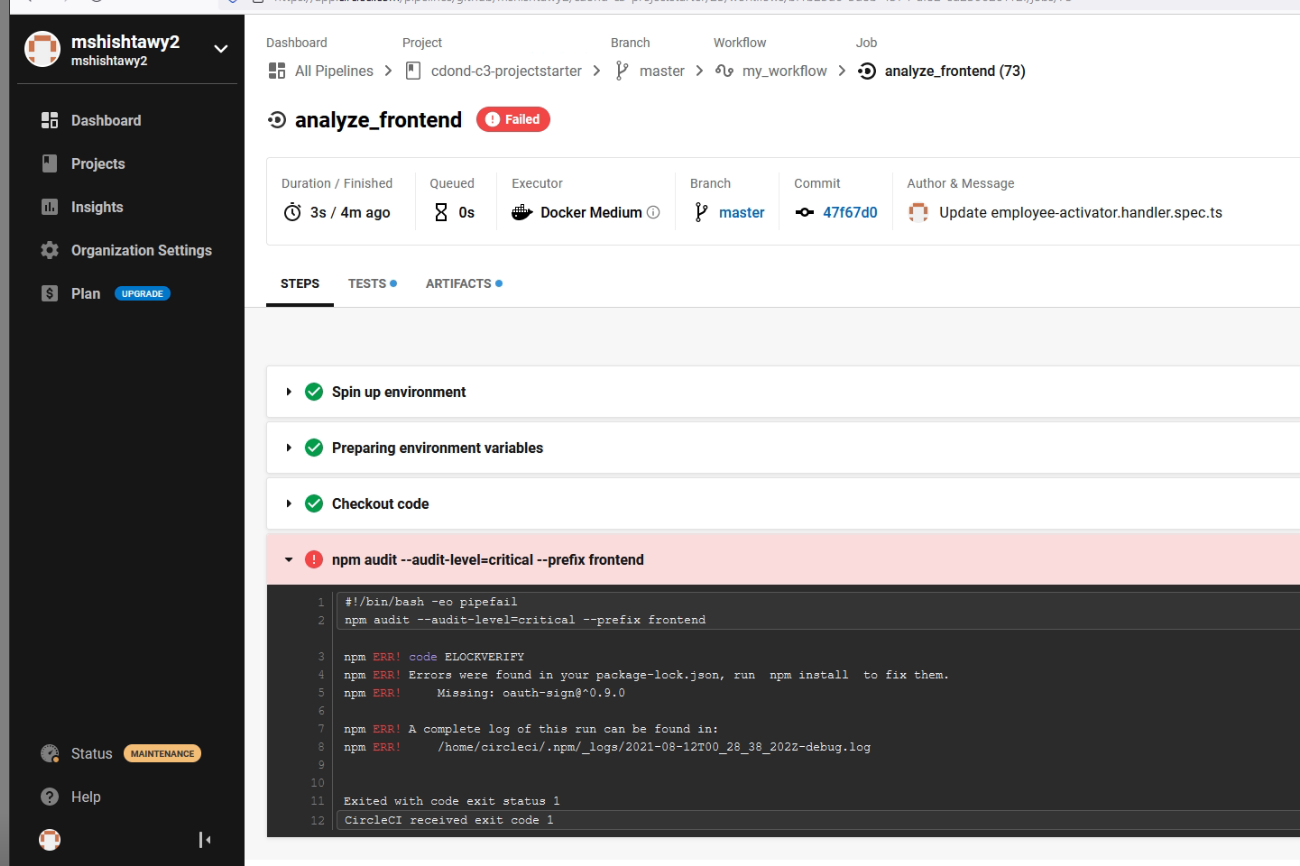 mshishtawy2
mshishtawy2
Dashboard
Projects
Insights
Organization Settings
Plan UPGRADE
Status MAINTENANCE
Help
Dashboard Project Branch Workflow Job
All Pipelines cdond-c3-projectstarter master my_workflow analyze_frontend (73)
analyze_frontend Failed
Duration / Finished Queued Executor Branch Commit Author & Message
3s / 4m ago 0s Docker Medium master 47f67d0 Update employee-activator.handler.spec.ts
STEPS TESTS ARTIFACTS
Spin up environment
Preparing environment variables
Checkout code
npm audit --audit-level=critical --prefix frontend
1 #!/bin/bash -eo pipefail
2 npm audit --audit-level=critical --prefix frontend
3 npm ERR! code ELOCKVERIFY
4 npm ERR! Errors were found in your package-lock.json, run  npm install  to fix them.
5 npm ERR!     Missing: oauth-sign@^0.9.0
6
7 npm ERR! A complete log of this run can be found in:
8 npm ERR!     /home/circleci/.npm/_logs/2021-08-12T00_28_38_202Z-debug.log
9
10
11 Exited with code exit status 1
12 CircleCI received exit code 1